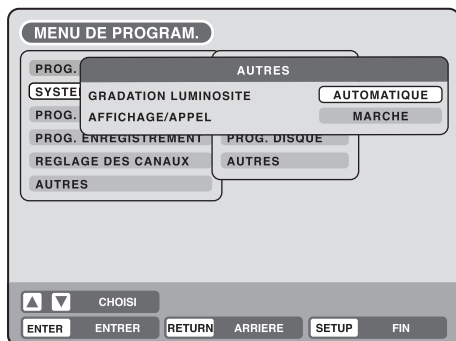 MENU DE PROGRAM.
PROG.
AUTRES
SYSTE
GRADATION LUMINOSITE AUTOMATIQUE
PROG.
AFFICHAGE/APPEL MARCHE
PROG. ENREGISTREMENT PROG. DISQUE
REGLAGE DES CANAUX AUTRES
AUTRES
CHOISI
ENTER ENTRER RETURN ARRIERE SETUP FIN